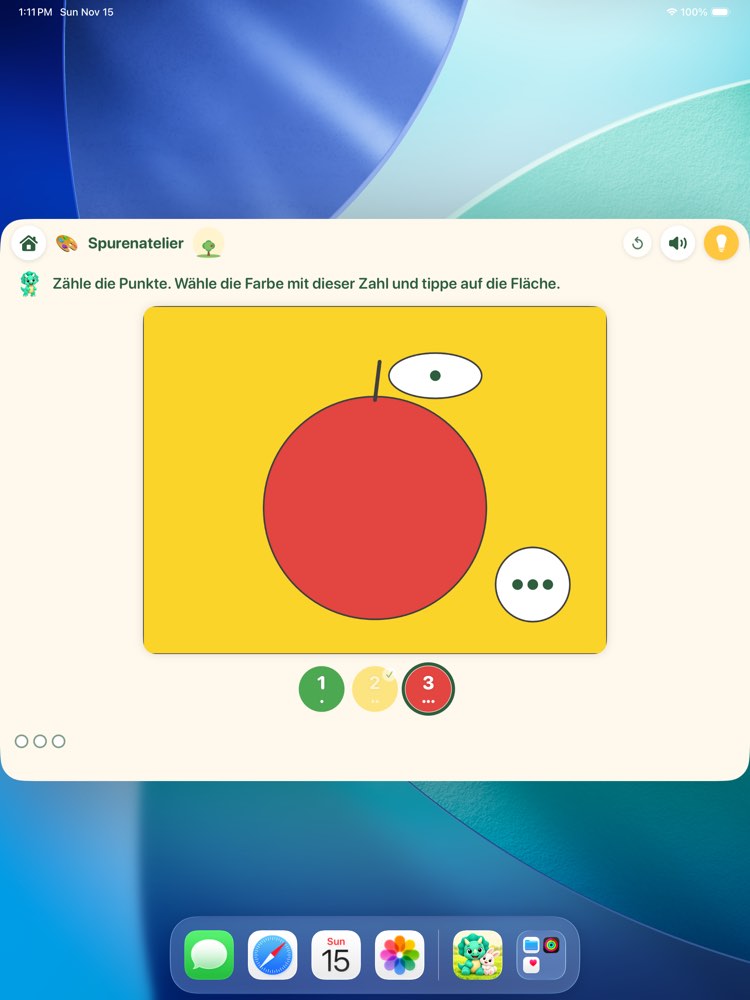 1:11 PM Sun Nov 15
100%
Spurenatelier
Zähle die Punkte. Wähle die Farbe mit dieser Zahl und tippe auf die Fläche.
1 2 3
Sun
15